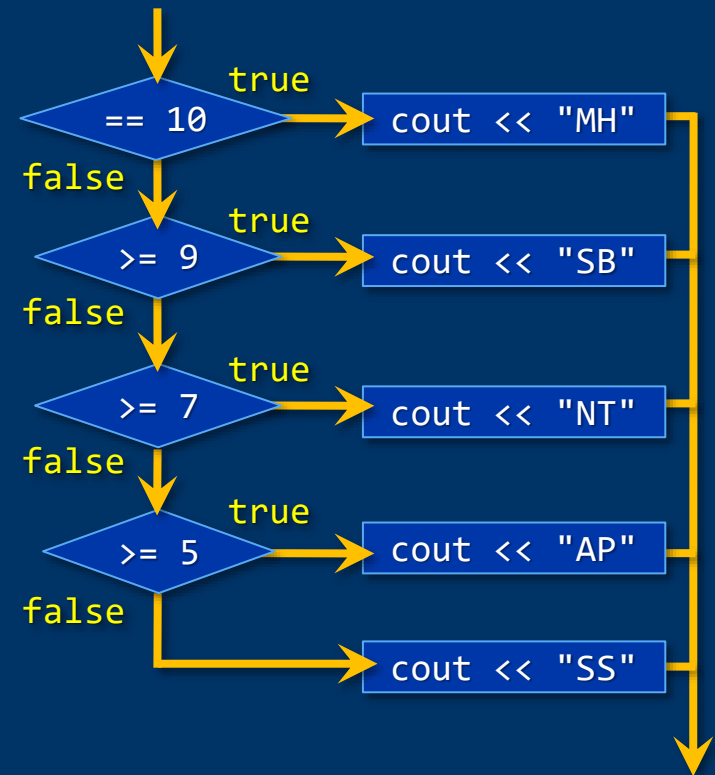 true
== 10
cout << "MH"
false
true
>= 9
cout << "SB"
false
true
>= 7
cout << "NT"
false
true
>= 5
cout << "AP"
false
cout << "SS"